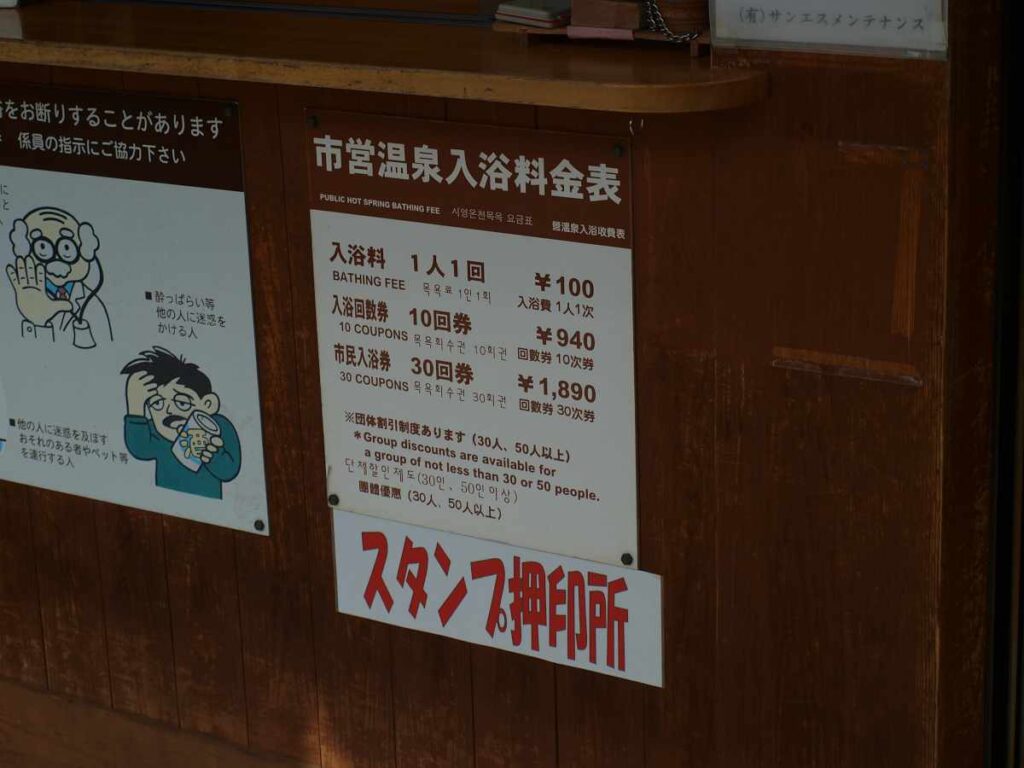 (有)サンエスメンテナンス
をお断りすることがあります
係員の指示にご協力下さい
■酔っぱらい等
他の人に迷惑を
かける人
■他の人に迷惑を及ぼす
おそれのある者やペット等
を連行する人
市営温泉入浴料金表
PUBLIC HOT SPRING BATHING FEE 시영온천목욕 요금표 營溫泉入浴收費表
入浴料 1人1回 ¥100
BATHING FEE 목욕료 1인1회 入浴費 1人1次
入浴回数券 10回券 ¥940
10 COUPONS 목욕회수권 10회권 回數券 10次券
市民入浴券 30回券 ¥1,890
30 COUPONS 목욕회수권 30회권 回數券 30次券
※団体割引制度あります(30人、50人以上)
*Group discounts are available for
a group of not less than 30 or 50 people.
단체할인제도(30인、50인이상)
團體優惠(30人、50人以上)
スタンプ押印所